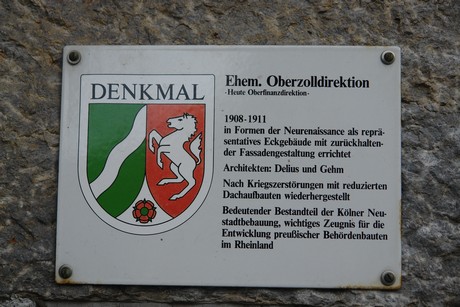 DENKMAL
Ehem. Oberzolldirektion
-Heute Oberfinanzdirektion-
1908-1911
in Formen der Neurenaissance als reprä-
sentatives Eckgebäude mit zurückhalten-
der Fassadengestaltung errichtet
Architekten: Delius und Gehm
Nach Kriegszerstörungen mit reduzierten
Dachaufbauten wiederhergestellt
Bedeutender Bestandteil der Kölner Neu-
stadtbebauung, wichtiges Zeugnis für die
Entwicklung preußischer Behördenbauten
im Rheinland